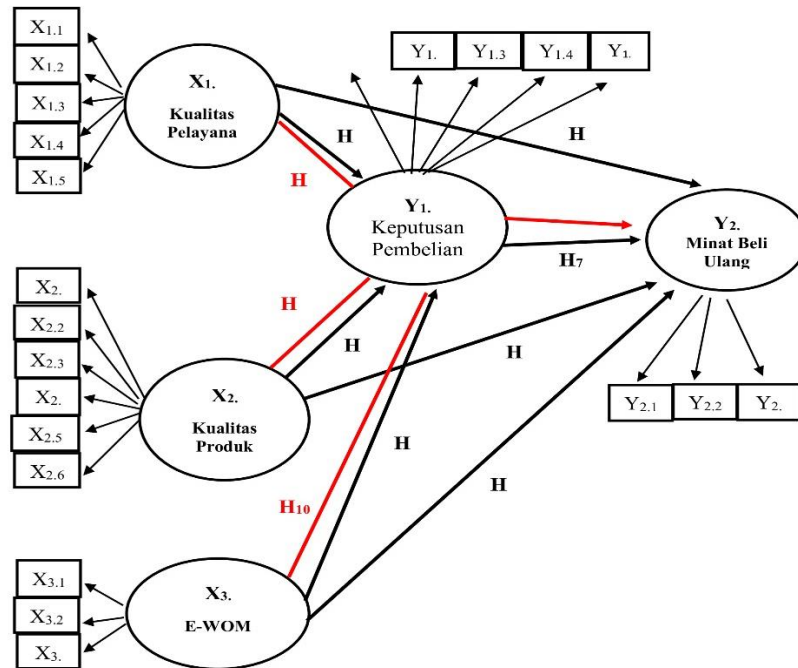 X1.1
X1.2
X1.3
X1.4
X1.5
X1.
Kualitas
Pelayana
Y1.
Y1.3
Y1.4
Y1.
H
H
H
Y1.
Keputusan
Pembelian
Y2.
Minat Beli
Ulang
H7
X2.
X2.2
X2.3
X2.
X2.5
X2.6
H
H
H
X2.
Kualitas
Produk
Y2.1
Y2.2
Y2.
H
H
H10
X3.1
X3.2
X3.
X3.
E-WOM